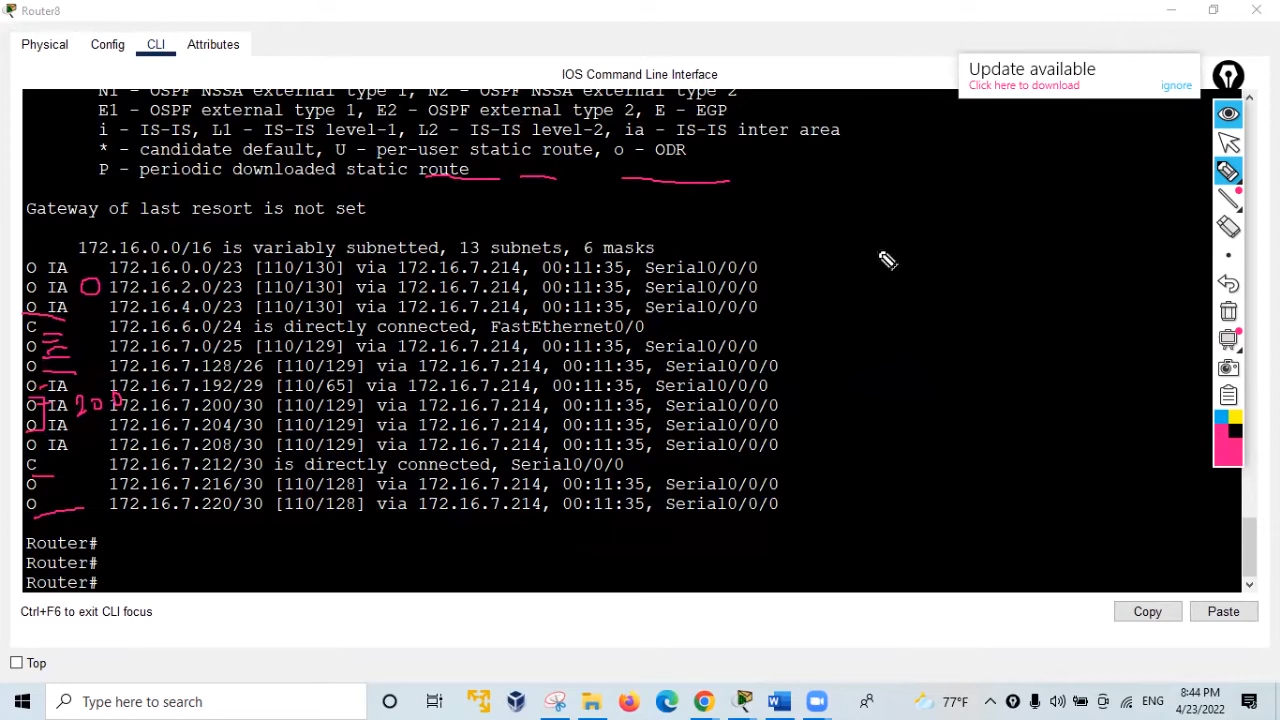 Router8
Physical Config CLI Attributes
Update available
Click here to download ignore
IOS Command Line Interface
N1 - OSPF NSSA external type 1, N2 - OSPF NSSA external type 2
E1 - OSPF external type 1, E2 - OSPF external type 2, E - EGP
i - IS-IS, L1 - IS-IS level-1, L2 - IS-IS level-2, ia - IS-IS inter area
* - candidate default, U - per-user static route, o - ODR
P - periodic downloaded static route
Gateway of last resort is not set
172.16.0.0/16 is variably subnetted, 13 subnets, 6 masks
O IA 172.16.0.0/23 [110/130] via 172.16.7.214, 00:11:35, Serial0/0/0
O IA 172.16.2.0/23 [110/130] via 172.16.7.214, 00:11:35, Serial0/0/0
O IA 172.16.4.0/23 [110/130] via 172.16.7.214, 00:11:35, Serial0/0/0
C 172.16.6.0/24 is directly connected, FastEthernet0/0
O 172.16.7.0/25 [110/129] via 172.16.7.214, 00:11:35, Serial0/0/0
O 172.16.7.128/26 [110/129] via 172.16.7.214, 00:11:35, Serial0/0/0
O IA 172.16.7.192/29 [110/65] via 172.16.7.214, 00:11:35, Serial0/0/0
O IA 200 172.16.7.200/30 [110/129] via 172.16.7.214, 00:11:35, Serial0/0/0
O IA 172.16.7.204/30 [110/129] via 172.16.7.214, 00:11:35, Serial0/0/0
O IA 172.16.7.208/30 [110/129] via 172.16.7.214, 00:11:35, Serial0/0/0
C 172.16.7.212/30 is directly connected, Serial0/0/0
O 172.16.7.216/30 [110/128] via 172.16.7.214, 00:11:35, Serial0/0/0
O 172.16.7.220/30 [110/128] via 172.16.7.214, 00:11:35, Serial0/0/0
Router#
Router#
Router#
Ctrl+F6 to exit CLI focus
Copy Paste
Top
Type here to search
77°F
ENG
8:44 PM
4/23/2022